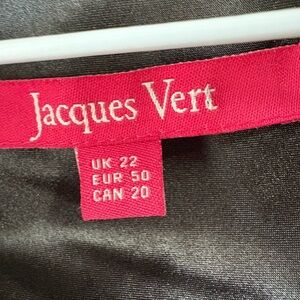 Jacques Vert
UK 22
EUR 50
CAN 20